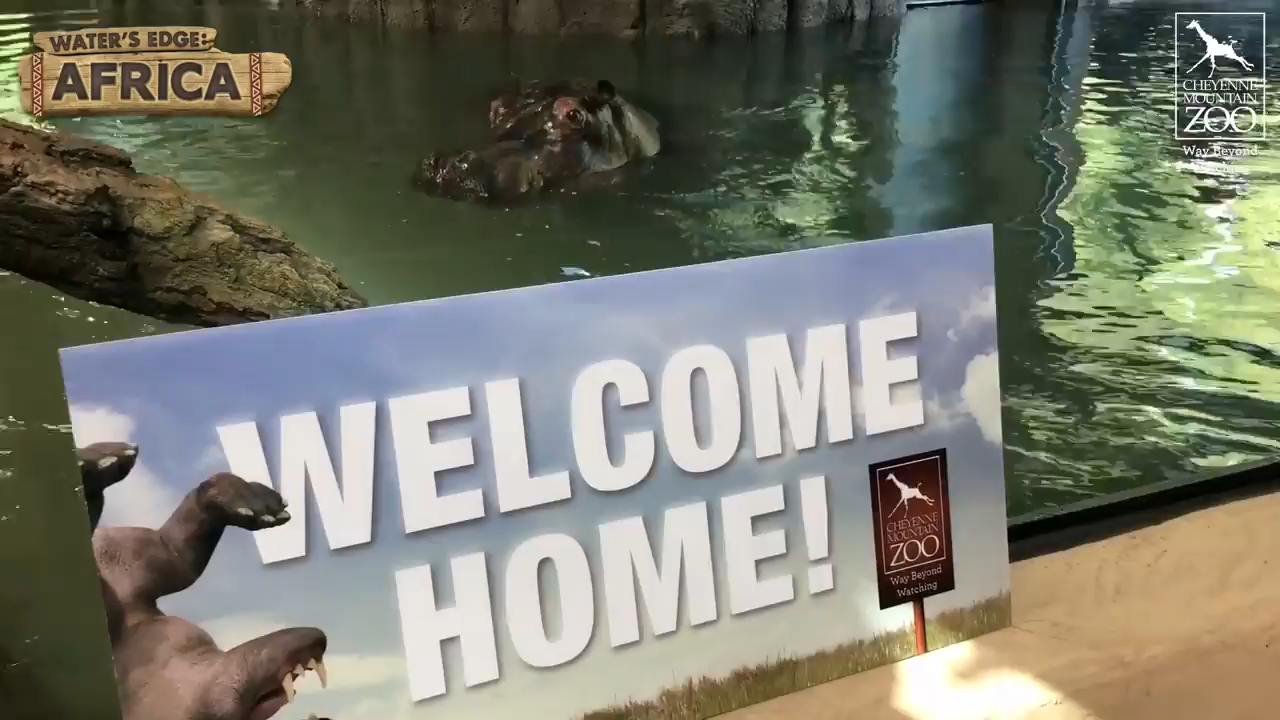 WATER'S EDGE:
AFRICA
CHEYENNE
MOUNTAIN
ZOO
Way Beyond
WELCOME
HOME!
CHEYENNE
MOUNTAIN
ZOO
Way Beyond
Watching